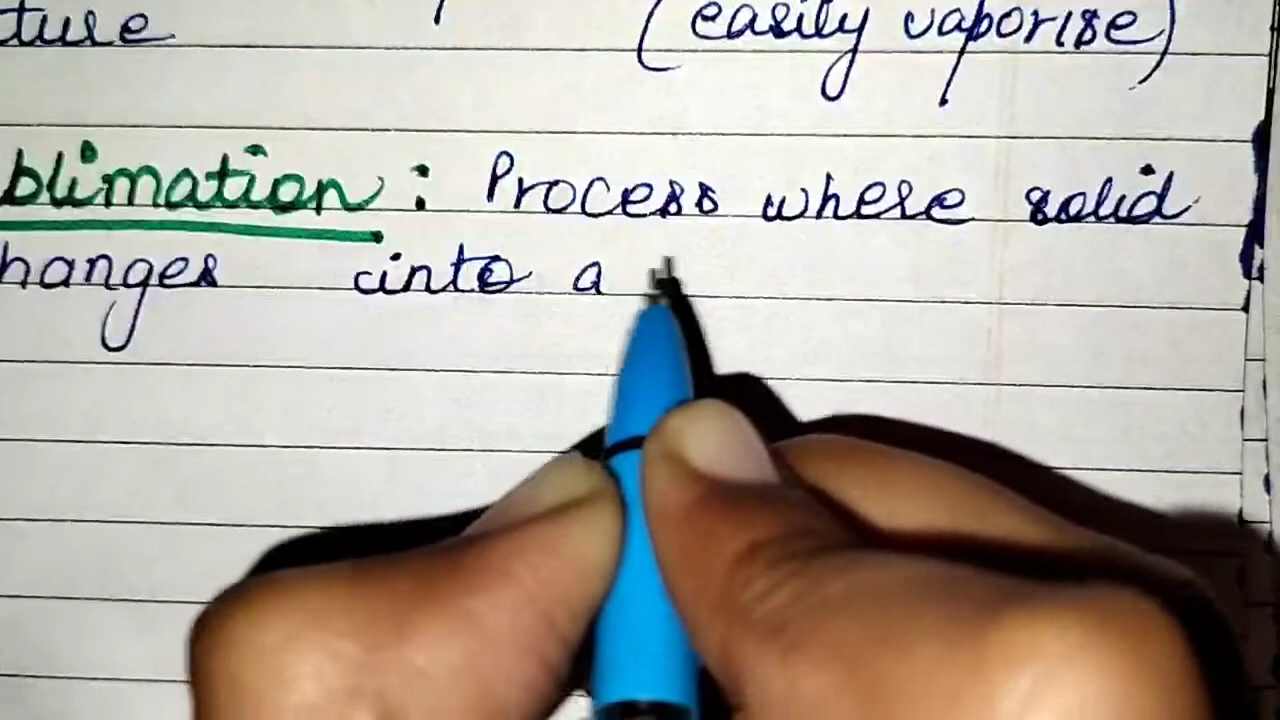 ture (easily vaporise)
blimation : Process where solid
hanges into a